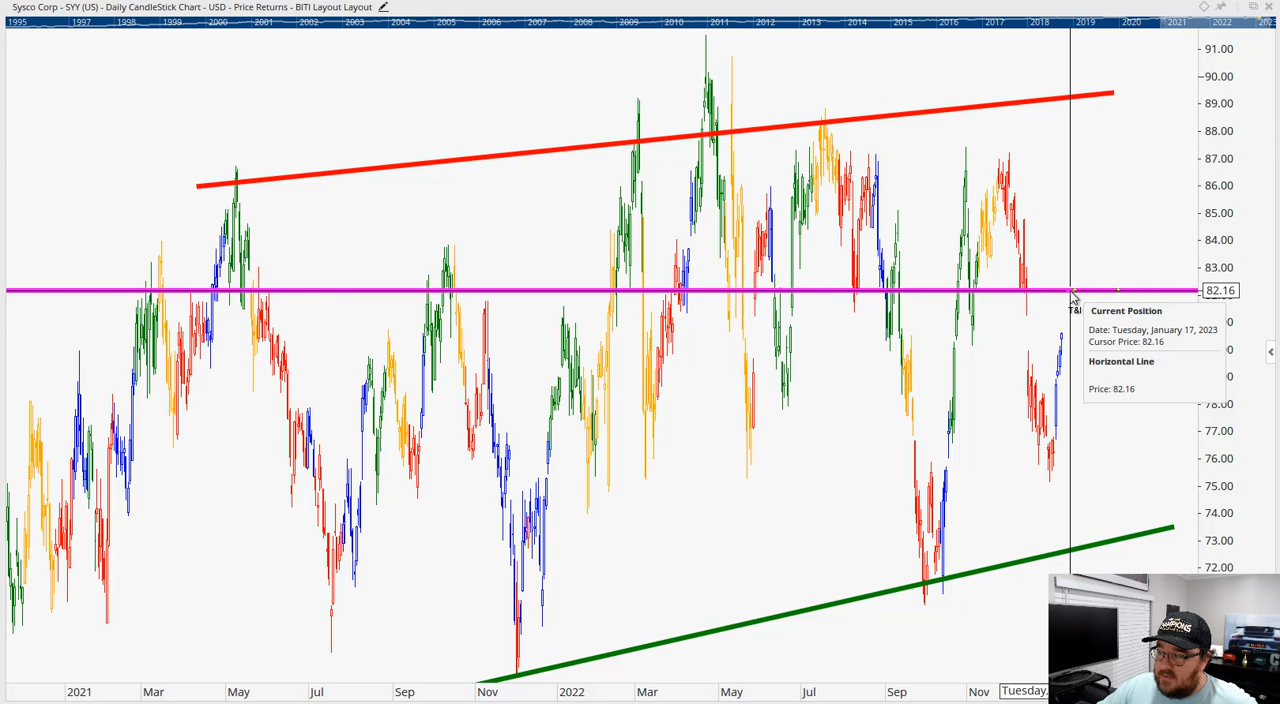 Sysco Corp - SYY (US) - Daily CandleStick Chart - USD - Price Returns - BITI Layout Layout
1995 1997 1998 2000 2001 2002 2003 2004 2005 2006 2007 2008 2009 2010 2011 2012 2013 2014 2015 2016 2017 2018 2019 2020 2021 2022 2023
91.00
90.00
89.00
88.00
87.00
86.00
85.00
84.00
83.00
82.16
T&I
Current Position
Date: Tuesday, January 17, 2023
Cursor Price: 82.16
Horizontal Line
Price: 82.16
78.00
77.00
76.00
75.00
74.00
73.00
72.00
CHAMPIONS
2021 Mar May Jul Sep Nov 2022 Mar May Jul Sep Nov Tuesday,